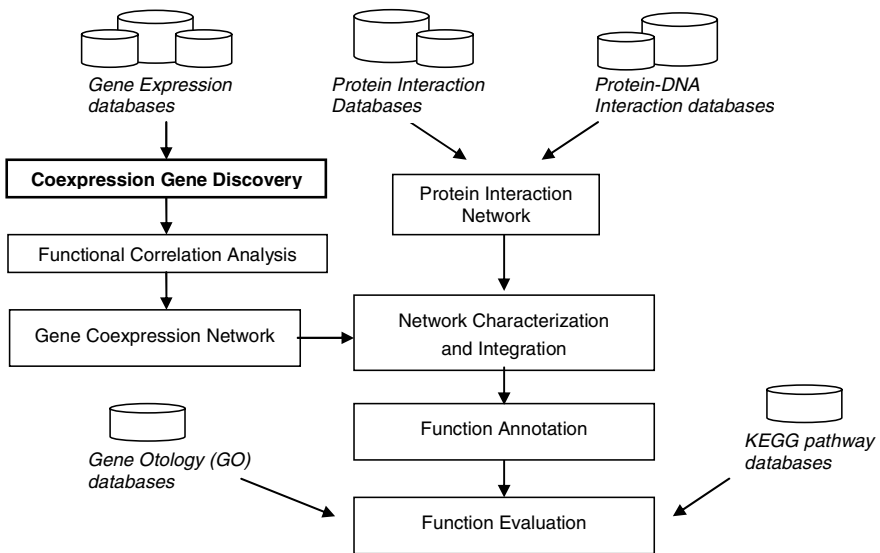 Gene Expression
databases
Protein Interaction
Databases
Protein-DNA
Interaction databases
Coexpression Gene Discovery
Protein Interaction
Network
Functional Correlation Analysis
Gene Coexpression Network
Network Characterization
and Integration
Function Annotation
Gene Otology (GO)
databases
KEGG pathway
databases
Function Evaluation